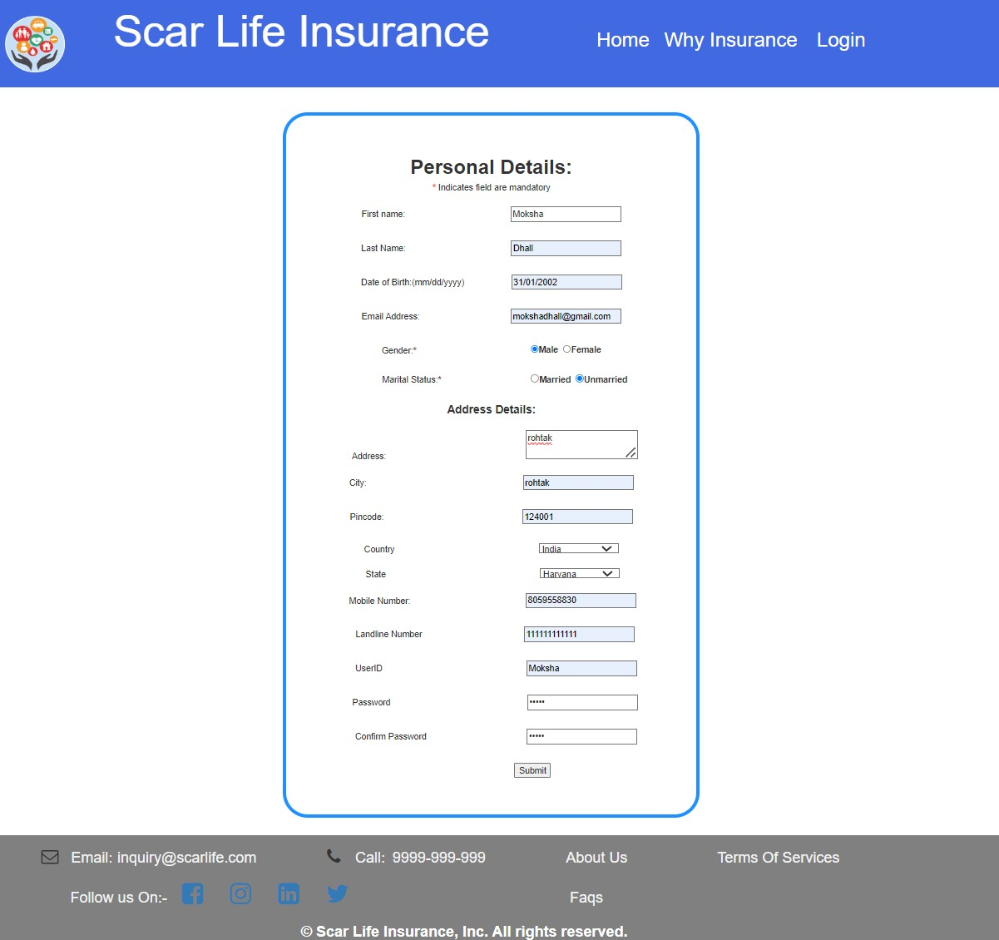 Scar Life Insurance
Home Why Insurance Login
Personal Details:
* Indicates field are mandatory
First name: Moksha
Last Name: Dhall
Date of Birth:(mm/dd/yyyy) 31/01/2002
Email Address: mokshadhall@gmail.com
Gender:* Male Female
Marital Status:* Married Unmarried
Address Details:
Address: rohtak
City: rohtak
Pincode: 124001
Country India
State Haryana
Mobile Number: 8059558830
Landline Number 111111111111
UserID Moksha
Password •••••
Confirm Password •••••
Submit
Email: inquiry@scarlife.com Call: 9999-999-999 About Us Terms Of Services
Follow us On:- Faqs
© Scar Life Insurance, Inc. All rights reserved.